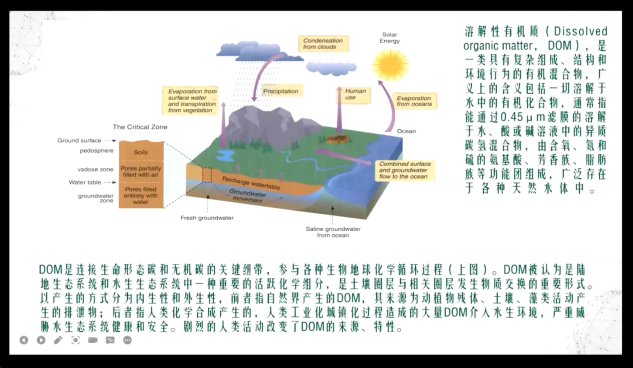 Condensation
from clouds
Solar
Energy
Precipitation
Evaporation from
surface water
and transpiration
from vegetation
Human
use
Evaporation
from oceans
Ocean
The Critical Zone
Ground surface
pedosphere
vadose zone
Water table
groundwater
zone
Soils
Pores partially
filled with air
Pores filled
entirely with
water
Recharge watertable
Groundwater
movement
Combined surface
and groundwater
flow to the ocean
Fresh groundwater
Saline groundwater
from ocean
溶解性有机质（Dissolved
organic matter，DOM），是
一类具有复杂组成、结构和
环境行为的有机混合物，广
义上的含义包括一切溶解于
水中的有机化合物，通常指
能通过0.45μm滤膜的溶解
于水、酸或碱溶液中的异质
碳氢混合物，由含氧、氮和
硫的氨基酸、芳香族、脂肪
族等功能团组成，广泛存在
于各种天然水体中。
DOM是连接生命形态碳和无机碳的关键纽带，参与各种生物地球化学循环过程（上图）。DOM被认为是陆
地生态系统和水生生态系统中一种重要的活跃化学组分，是土壤圈层与相关圈层发生物质交换的重要形式。
以产生的方式分为内生性和外生性，前者指自然界产生的DOM，其来源为动植物残体、土壤、藻类活动产
生的排泄物；后者指人类化学合成产生的，人类工业化城镇化过程造成的大量DOM介入水生环境，严重威
胁水生态系统健康和安全。剧烈的人类活动改变了DOM的来源、特性。